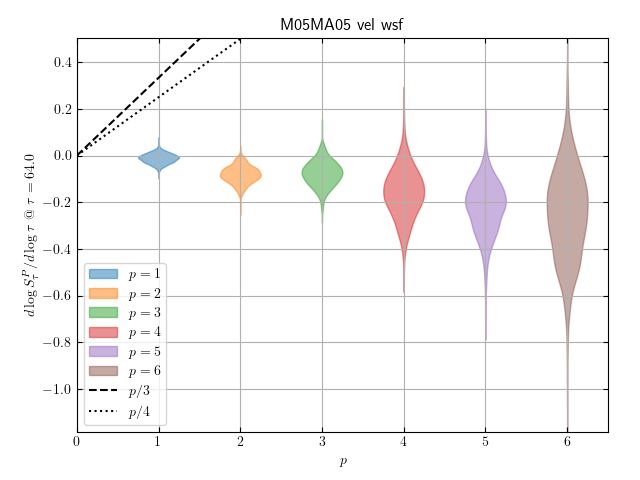 M05MA05 vel wsf
d log S_τ^P / d log τ @ τ = 64.0
0.4
0.2
0.0
−0.2
−0.4
−0.6
−0.8
−1.0
p = 1
p = 2
p = 3
p = 4
p = 5
p = 6
p/3
p/4
0 1 2 3 4 5 6
p